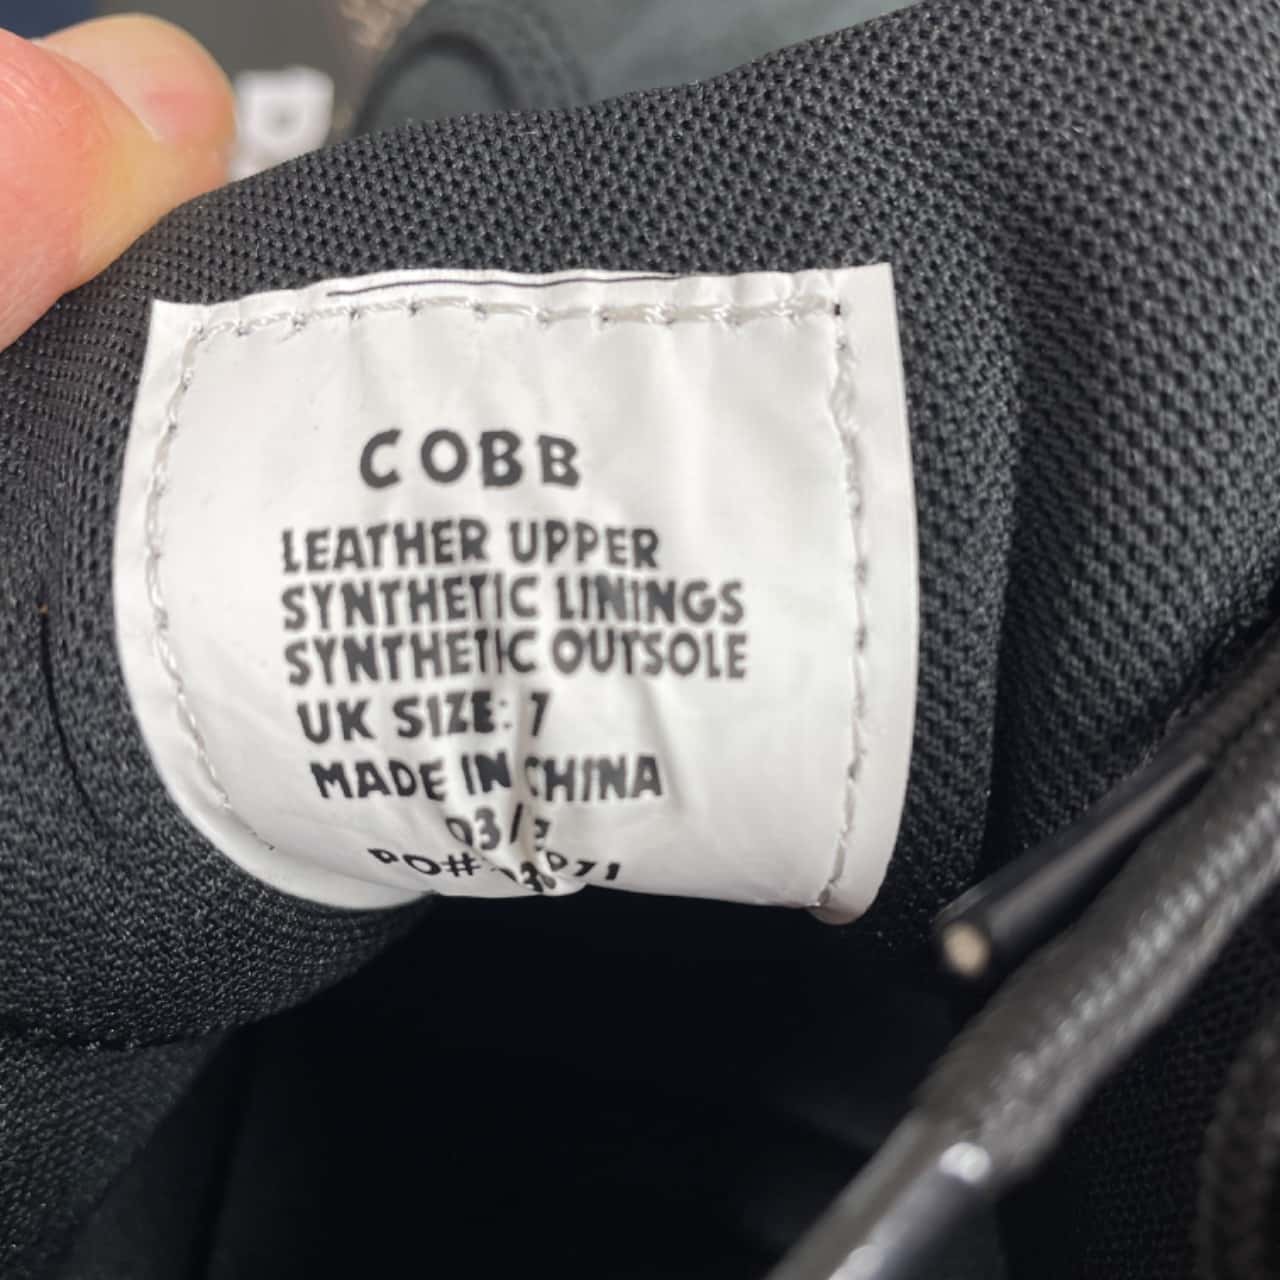 COBB
LEATHER UPPER
SYNTHETIC LININGS
SYNTHETIC OUTSOLE
UK SIZE: 7
MADE IN CHINA